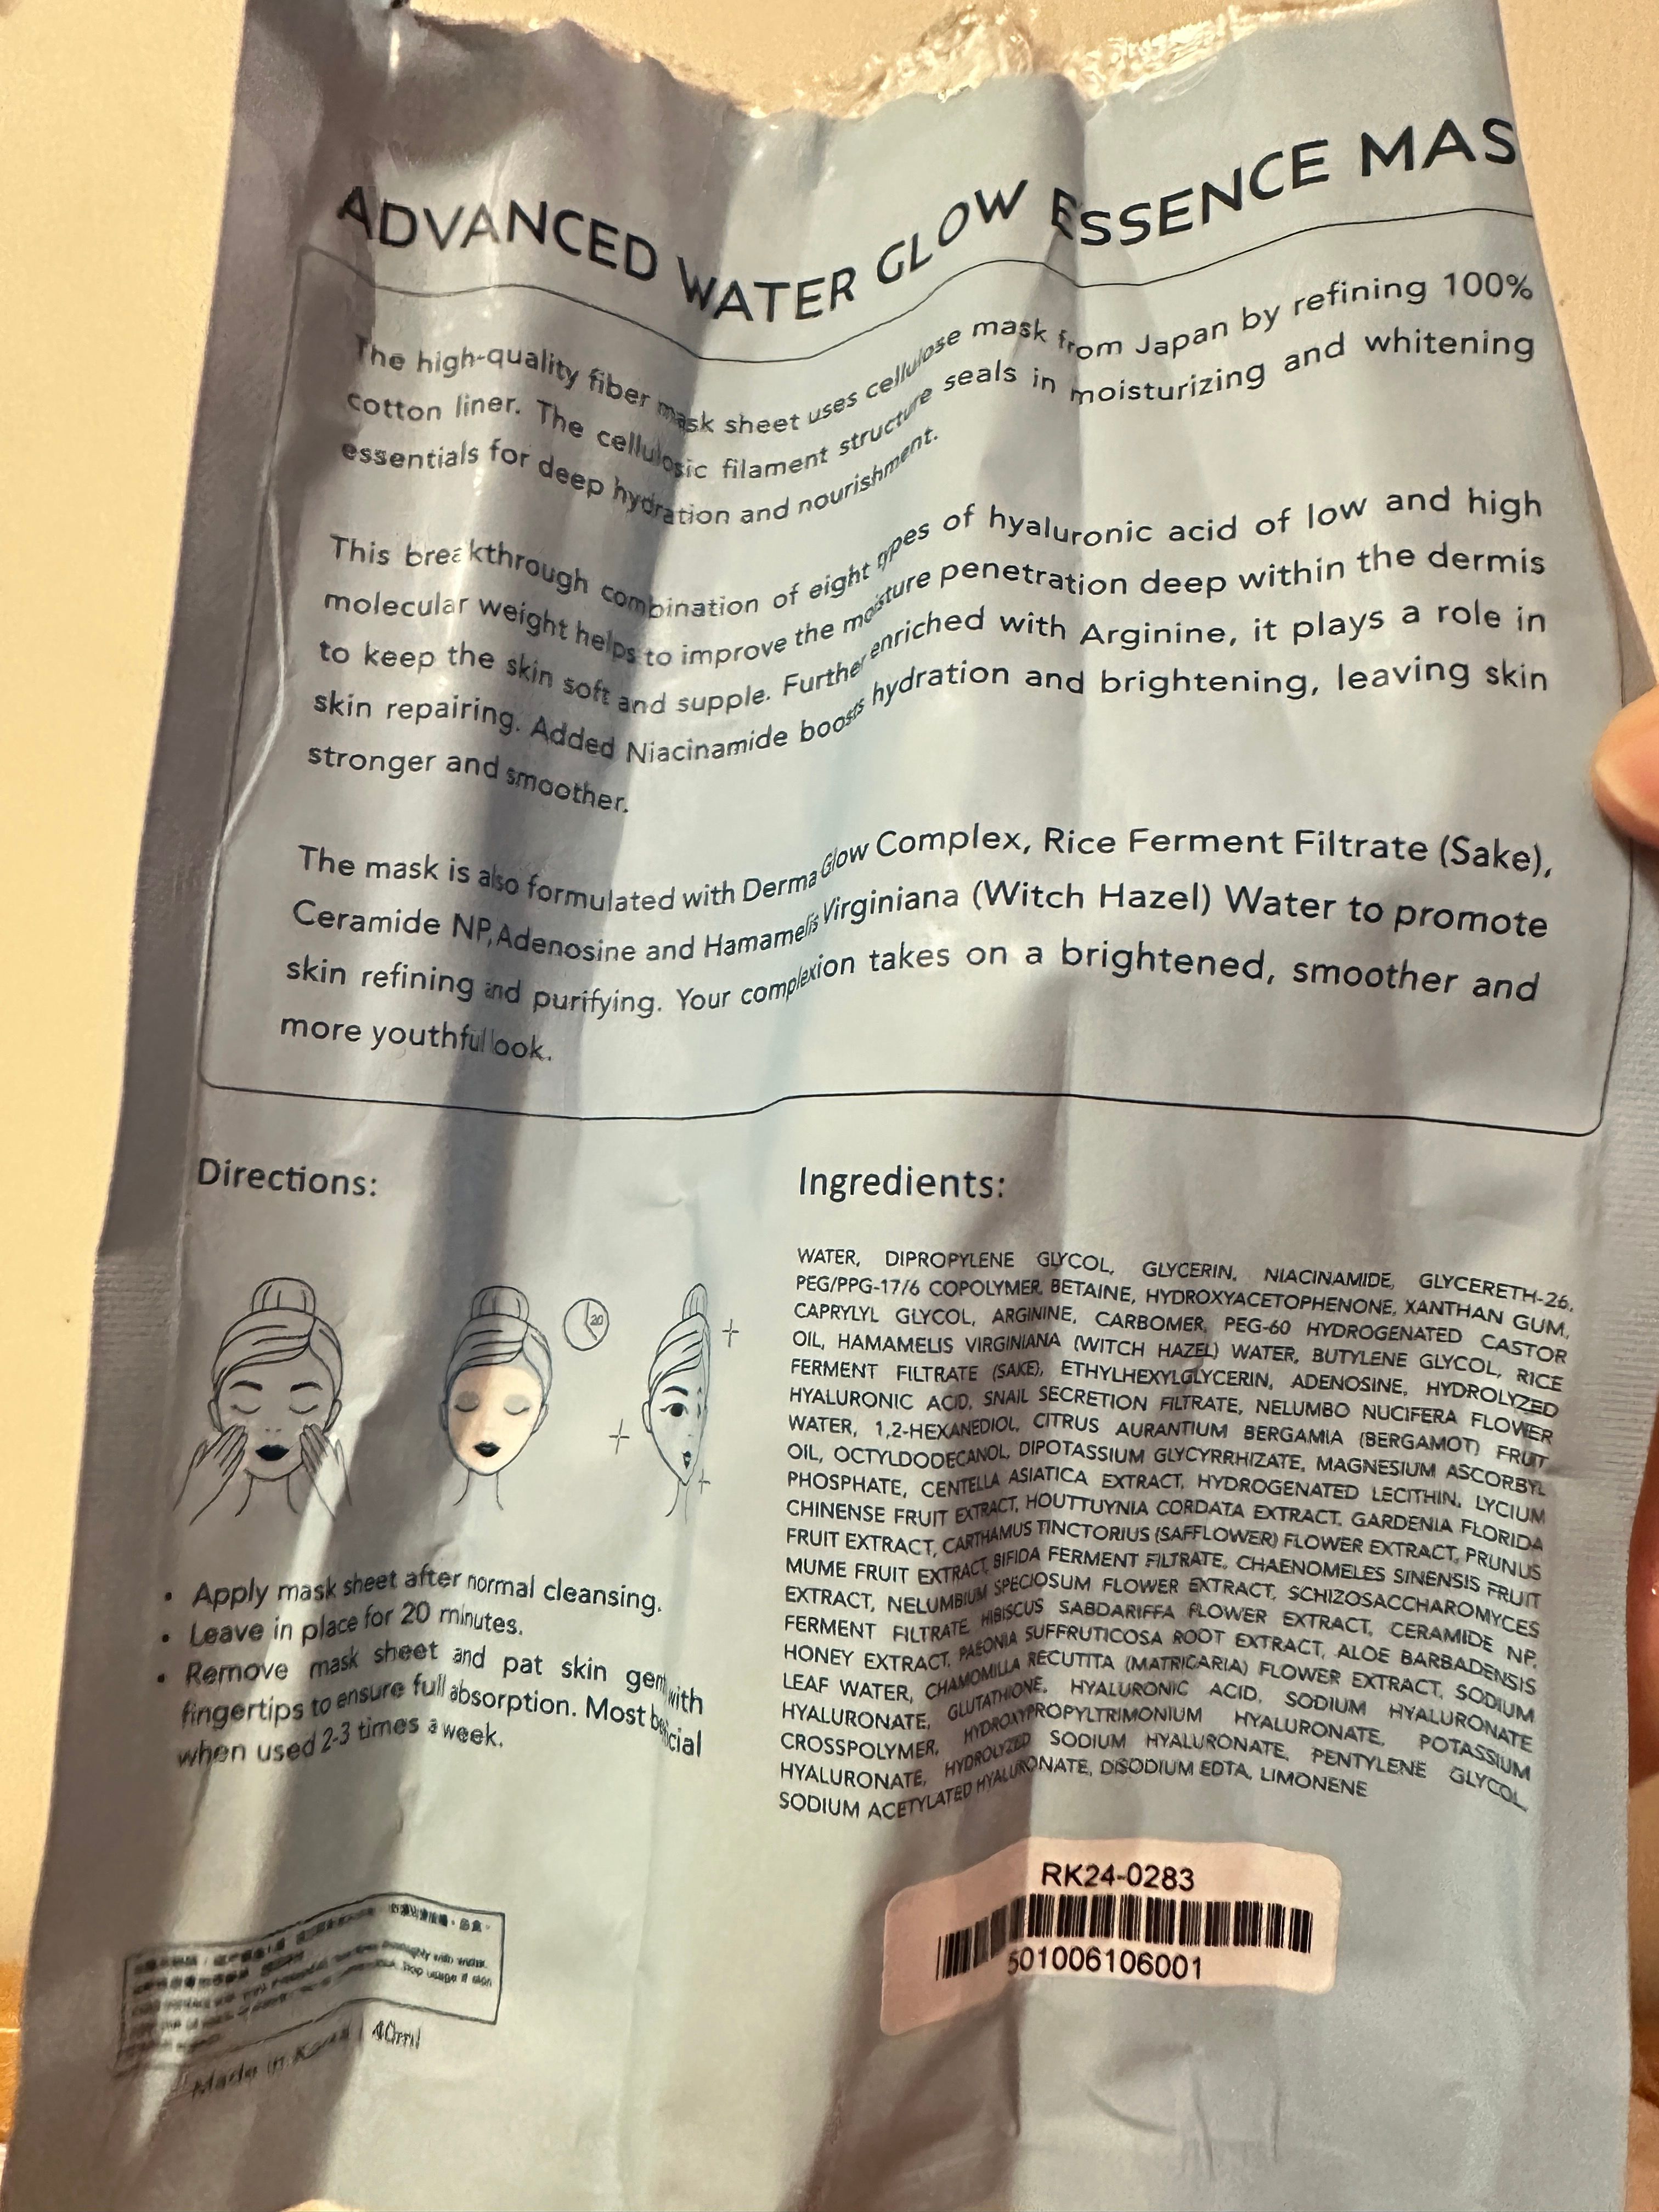 ADVANCED WATER GLOW ESSENCE MAS
The high-quality fiber mask sheet uses cellulose mask from Japan by refining 100%
cotton liner. The cellulosic filament structure seals in moisturizing and whitening
essentials for deep hydration and nourishment.
This breakthrough combination of eight types of hyaluronic acid of low and high
molecular weight helps to improve the moisture penetration deep within the dermis
to keep the skin soft and supple. Further enriched with Arginine, it plays a role in
skin repairing. Added Niacinamide boosts hydration and brightening, leaving skin
stronger and smoother.
The mask is also formulated with DermaGlow Complex, Rice Ferment Filtrate (Sake),
Ceramide NP, Adenosine and Hamamelis Virginiana (Witch Hazel) Water to promote
skin refining and purifying. Your complexion takes on a brightened, smoother and
more youthful look.
Directions:
20
• Apply mask sheet after normal cleansing.
• Leave in place for 20 minutes.
• Remove mask sheet and pat skin with
fingertips to ensure full absorption. Most
when used 2-3 times a week.
Ingredients:
WATER, DIPROPYLENE GLYCOL, GLYCERIN, NIACINAMIDE, GLYCERETH-26,
PEG/PPG-17/6 COPOLYMER, BETAINE, HYDROXYACETOPHENONE, XANTHAN GUM,
CAPRYLYL GLYCOL, ARGININE, CARBOMER, PEG-60 HYDROGENATED CASTOR
OIL, HAMAMELIS VIRGINIANA (WITCH HAZEL) WATER, BUTYLENE GLYCOL, RICE
FERMENT FILTRATE (SAKE), ETHYLHEXYLGLYCERIN, ADENOSINE, HYDROLYZED
HYALURONIC ACID, SNAIL SECRETION FILTRATE, NELUMBO NUCIFERA FLOWER
WATER, 1,2-HEXANEDIOL, CITRUS AURANTIUM BERGAMIA (BERGAMOT) FRUIT
OIL, OCTYLDODECANOL, DIPOTASSIUM GLYCYRRHIZATE, MAGNESIUM ASCORBYL
PHOSPHATE, CENTELLA ASIATICA EXTRACT, HYDROGENATED LECITHIN, LYCIUM
CHINENSE FRUIT EXTRACT, HOUTTUYNIA CORDATA EXTRACT, GARDENIA FLORIDA
FRUIT EXTRACT, CARTHAMUS TINCTORIUS (SAFFLOWER) FLOWER EXTRACT, PRUNUS
MUME FRUIT EXTRACT, BIFIDA FERMENT FILTRATE, CHAENOMELES SINENSIS FRUIT
EXTRACT, NELUMBIUM SPECIOSUM FLOWER EXTRACT, SCHIZOSACCHAROMYCES
FERMENT FILTRATE, HIBISCUS SABDARIFFA FLOWER EXTRACT, CERAMIDE NP,
HONEY EXTRACT, PAEONIA SUFFRUTICOSA ROOT EXTRACT, ALOE BARBADENSIS
LEAF WATER, CHAMOMILLA RECUTITA (MATRICARIA) FLOWER EXTRACT, SODIUM
HYALURONATE, GLUTATHIONE, HYALURONIC ACID, SODIUM HYALURONATE
CROSSPOLYMER, HYDROXYPROPYLTRIMONIUM HYALURONATE, POTASSIUM
HYALURONATE, HYDROLYZED SODIUM HYALURONATE, PENTYLENE GLYCOL,
SODIUM ACETYLATED HYALURONATE, DISODIUM EDTA, LIMONENE
RK24-0283
501006106001
Made in Korea 40ml